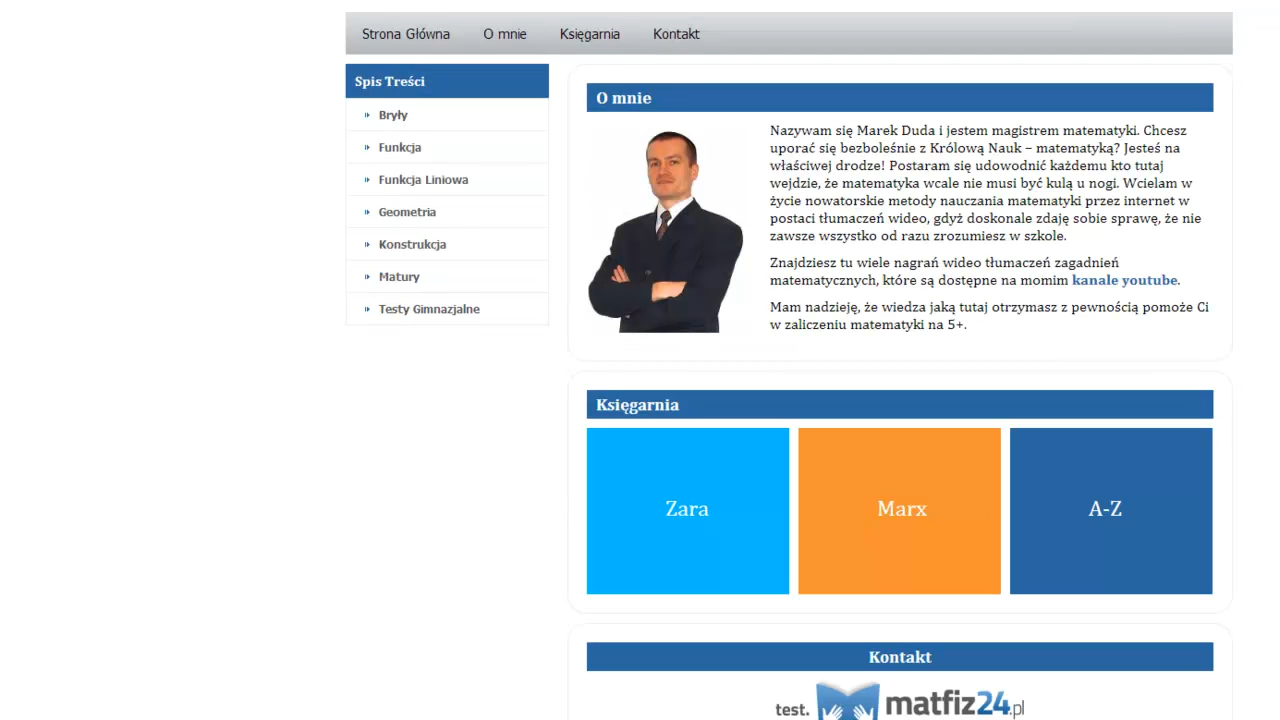 Strona Główna O mnie Księgarnia Kontakt
Spis Treści
Bryły
Funkcja
Funkcja Liniowa
Geometria
Konstrukcja
Matury
Testy Gimnazjalne
O mnie
Nazywam się Marek Duda i jestem magistrem matematyki. Chcesz
uporać się bezboleśnie z Królową Nauk – matematyką? Jesteś na
właściwej drodze! Postaram się udowodnić każdemu kto tutaj
wejdzie, że matematyka wcale nie musi być kulą u nogi. Wcielam w
życie nowatorskie metody nauczania matematyki przez internet w
postaci tłumaczeń wideo, gdyż doskonale zdaję sobie sprawę, że nie
zawsze wszystko od razu zrozumiesz w szkole.
Znajdziesz tu wiele nagrań wideo tłumaczeń zagadnień
matematycznych, które są dostępne na momim kanale youtube.
Mam nadzieję, że wiedza jaką tutaj otrzymasz z pewnością pomoże Ci
w zaliczeniu matematyki na 5+.
Księgarnia
Zara Marx A-Z
Kontakt
test. matfiz24.pl